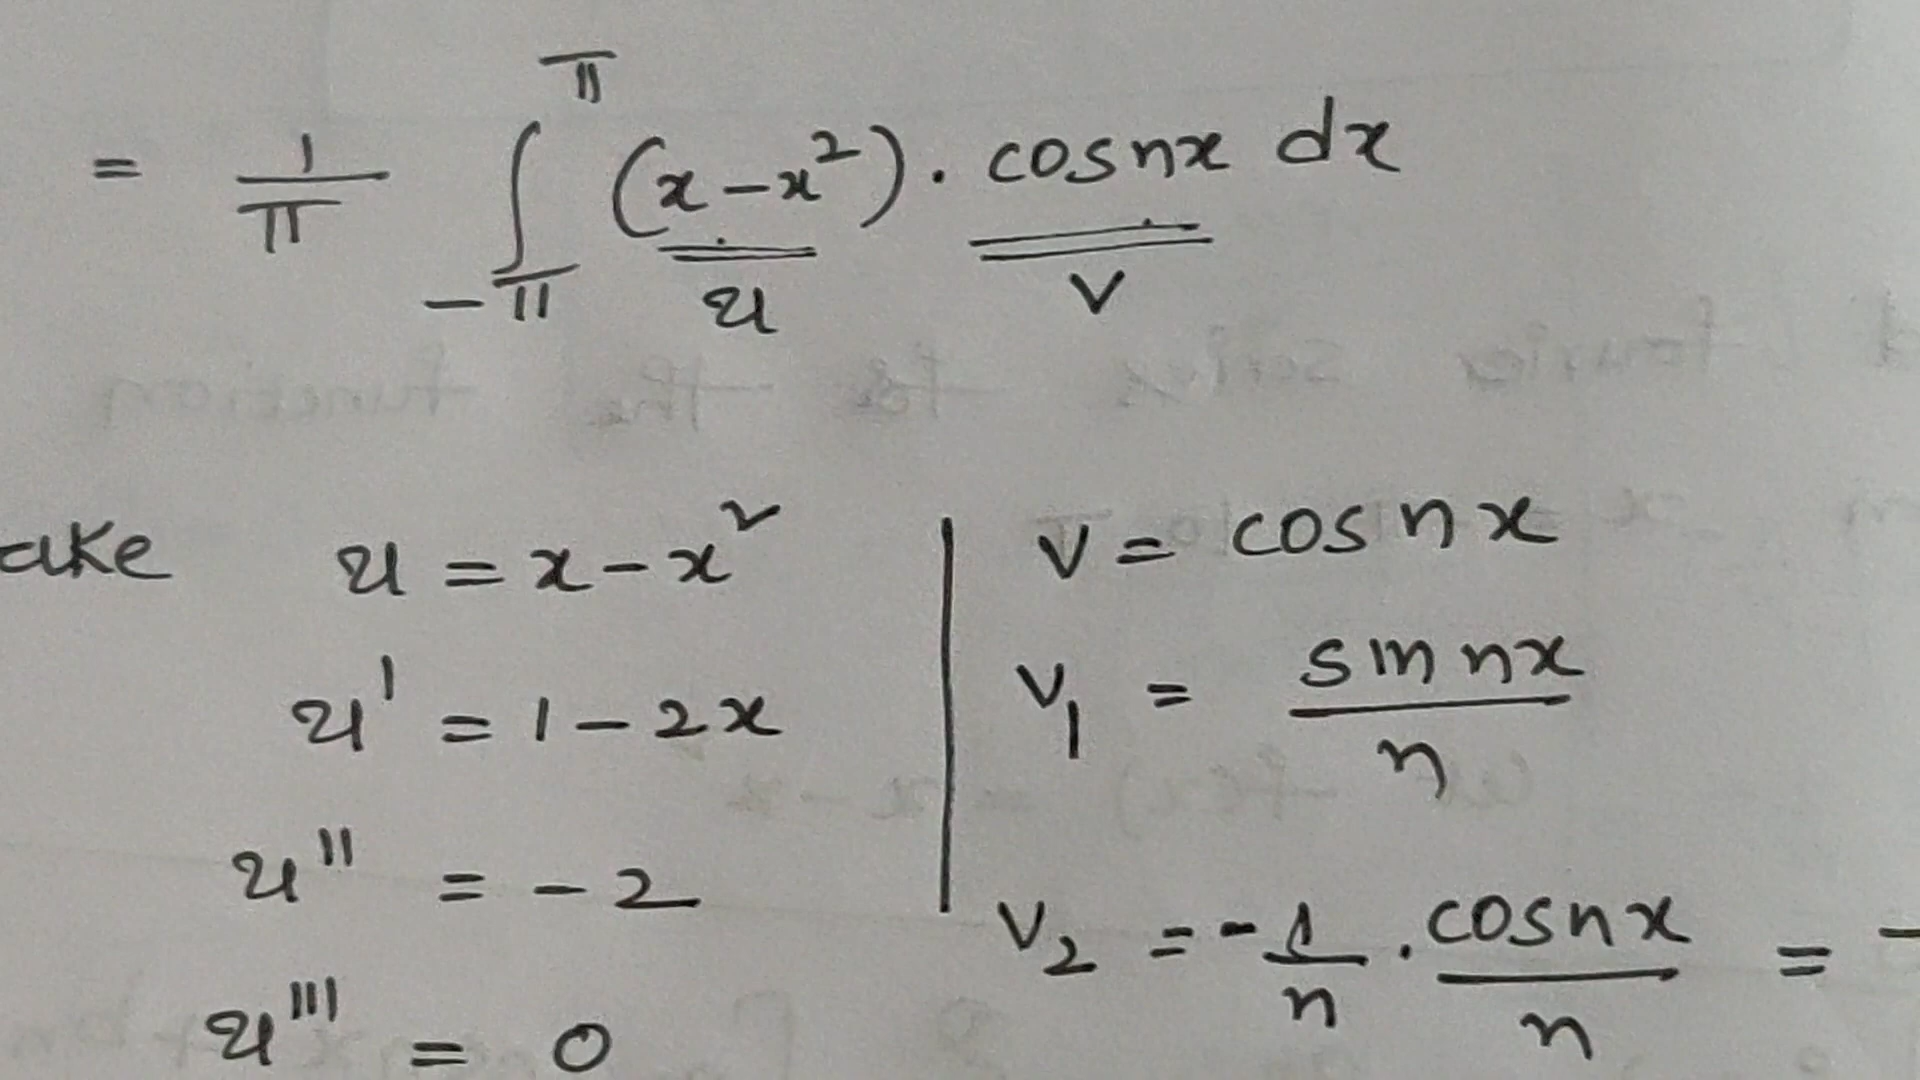 = 1/π ∫_{-π}^{π} (x - x²) . cos nx dx
u v
ake u = x - x² | v = cos nx
u' = 1 - 2x | v₁ = sin nx / n
u'' = -2 | v₂ = - 1/n . cos nx / n = -
u''' = 0